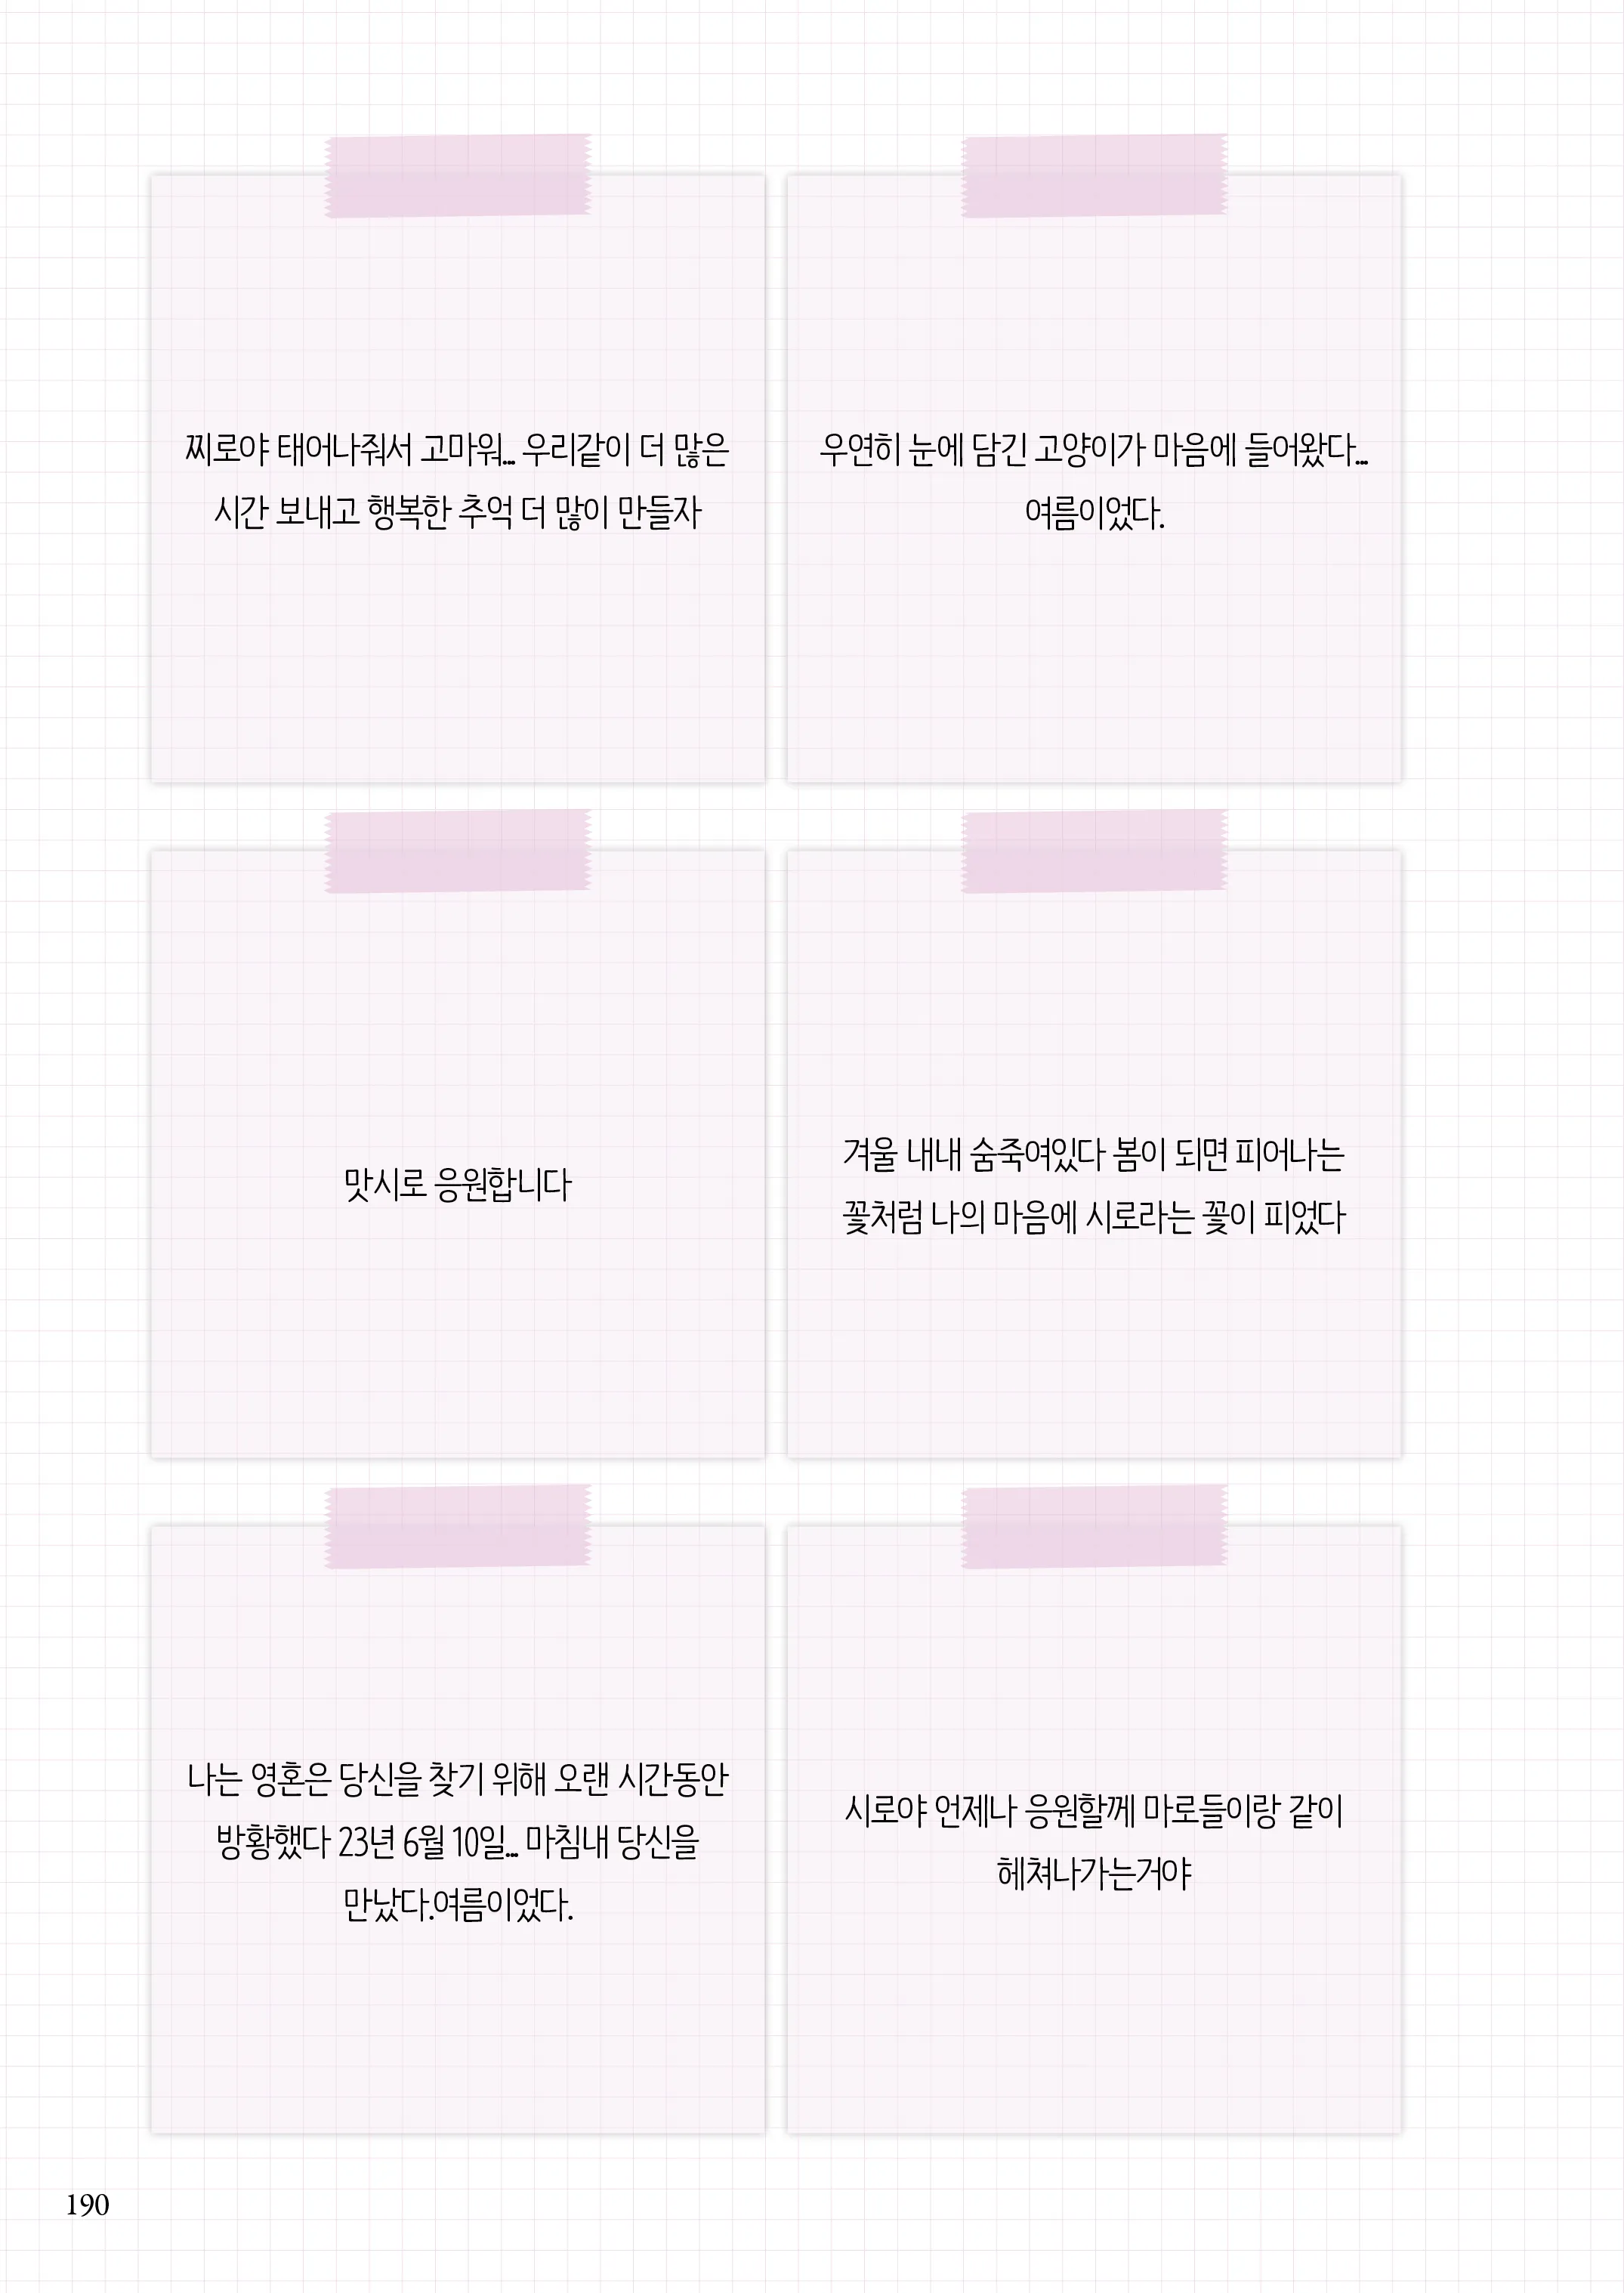 찌로야 태어나줘서 고마워... 우리같이 더 많은
시간 보내고 행복한 추억 더 많이 만들자
우연히 눈에 담긴 고양이가 마음에 들어왔다...
여름이었다.
맛시로 응원합니다
겨울 내내 숨죽여있다 봄이 되면 피어나는
꽃처럼 나의 마음에 시로라는 꽃이 피었다
나는 영혼은 당신을 찾기 위해 오랜 시간동안
방황했다 23년 6월 10일... 마침내 당신을
만났다.여름이었다.
시로야 언제나 응원할께 마로들이랑 같이
헤쳐나가는거야
190